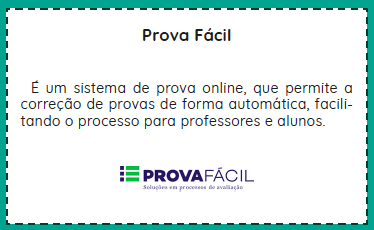 Prova Fácil
É um sistema de prova online, que permite a
correção de provas de forma automática, facili-
tando o processo para professores e alunos.
PROVAFÁCIL
Soluções em processos de avaliação